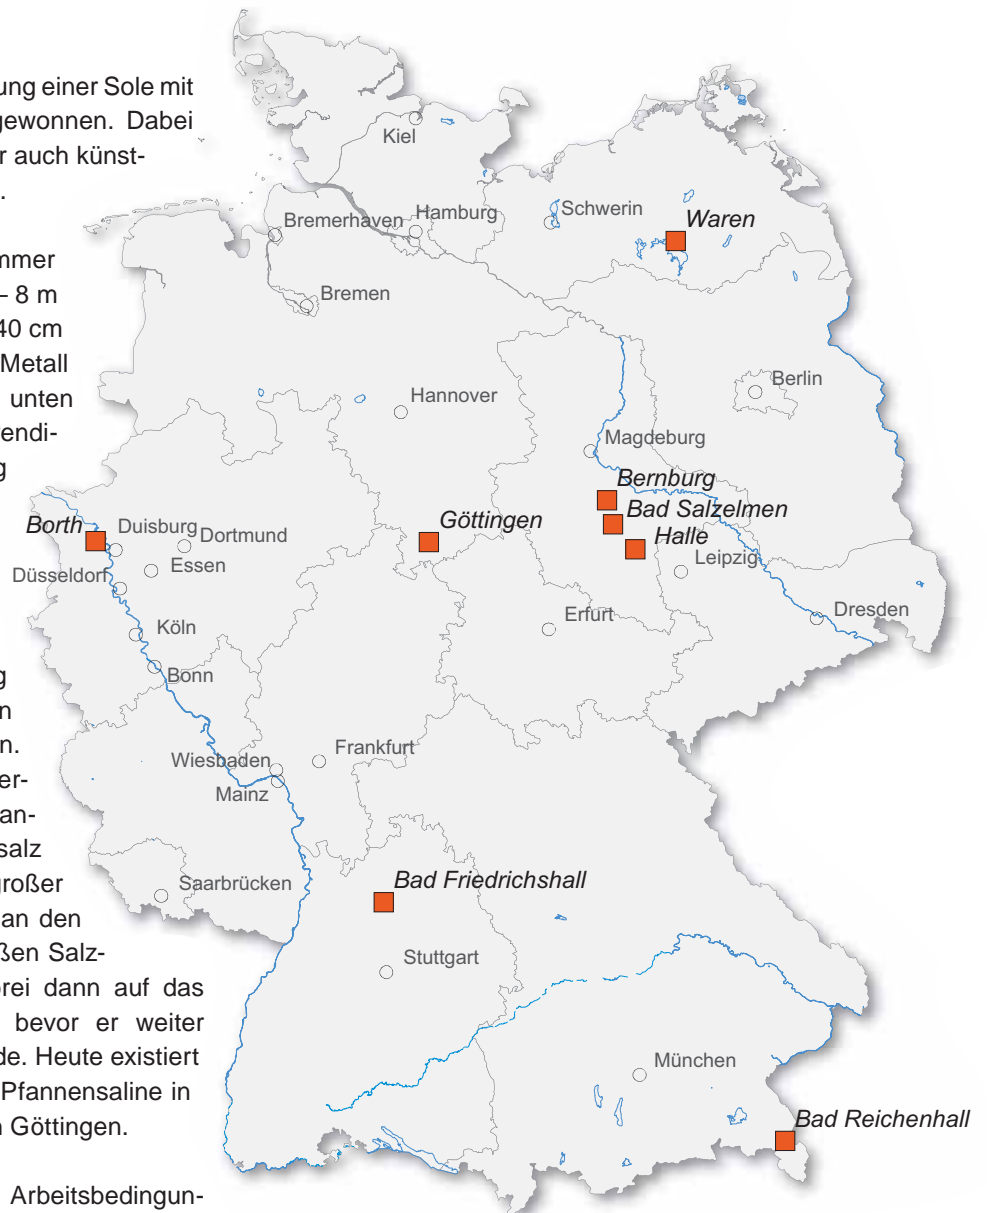 ung einer Sole mit
gewonnen. Dabei
r auch künst-
.
mmer
– 8 m
40 cm
Metall
unten
rendi-
g
g
n
n.
er-
an-
salz
großer
an den
ßen Salz-
orei dann auf das
bevor er weiter
de. Heute existiert
Pfannensaline in
n Göttingen.
Arbeitsbedingun-
Kiel
Bremerhaven
Hamburg
Schwerin
Waren
Bremen
Berlin
Hannover
Magdeburg
Bernburg
Bad Salzelmen
Halle
Leipzig
Borth
Duisburg
Dortmund
Göttingen
Essen
Düsseldorf
Erfurt
Dresden
Köln
Bonn
Frankfurt
Wiesbaden
Mainz
Saarbrücken
Bad Friedrichshall
Stuttgart
München
Bad Reichenhall